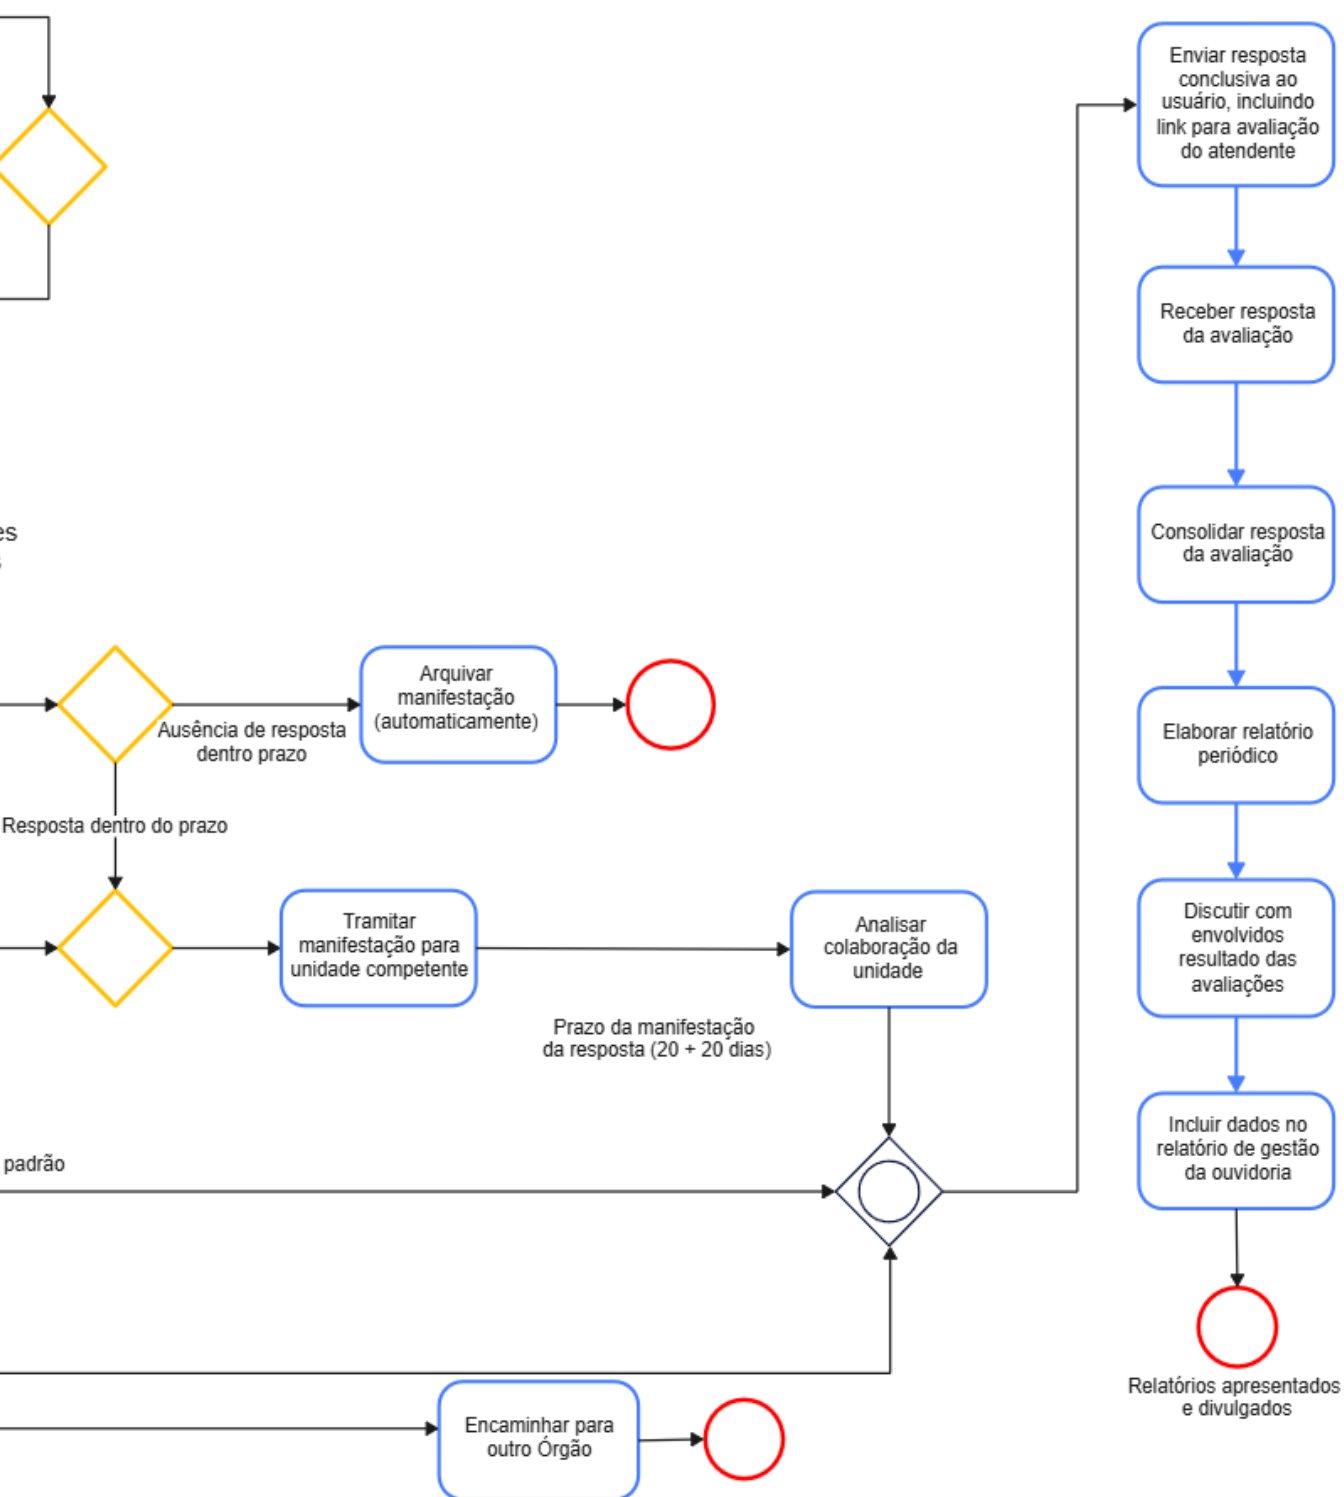 Enviar resposta
conclusiva ao
usuário, incluindo
link para avaliação
do atendente
Receber resposta
da avaliação
es
s
Consolidar resposta
da avaliação
Arquivar
manifestação
(automaticamente)
Ausência de resposta
dentro prazo
Elaborar relatório
periódico
Resposta dentro do prazo
Tramitar
manifestação para
unidade competente
Analisar
colaboração da
unidade
Discutir com
envolvidos
resultado das
avaliações
Prazo da manifestação
da resposta (20 + 20 dias)
padrão
Incluir dados no
relatório de gestão
da ouvidoria
Relatórios apresentados
e divulgados
Encaminhar para
outro Órgão